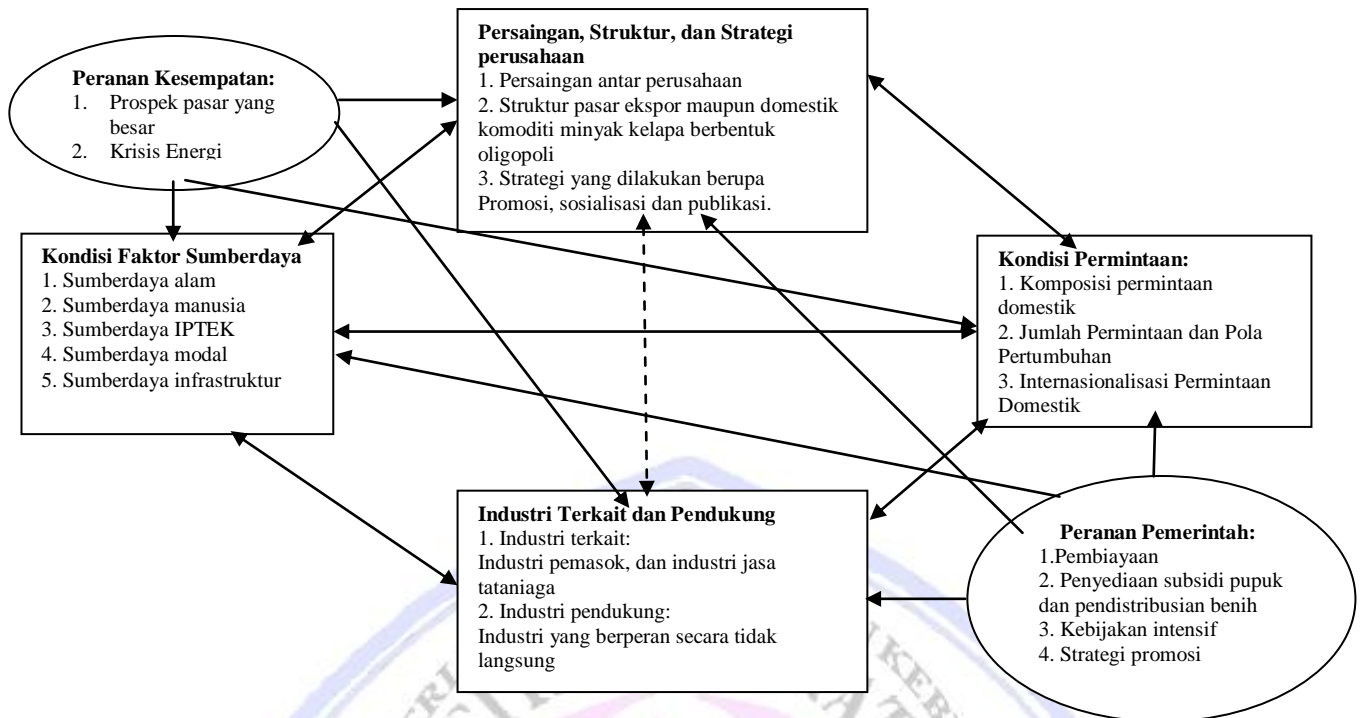 Peranan Kesempatan:
1. Prospek pasar yang
besar
2. Krisis Energi
Persaingan, Struktur, dan Strategi
perusahaan
1. Persaingan antar perusahaan
2. Struktur pasar ekspor maupun domestik
komoditi minyak kelapa berbentuk
oligopoli
3. Strategi yang dilakukan berupa
Promosi, sosialisasi dan publikasi.
Kondisi Faktor Sumberdaya
1. Sumberdaya alam
2. Sumberdaya manusia
3. Sumberdaya IPTEK
4. Sumberdaya modal
5. Sumberdaya infrastruktur
Kondisi Permintaan:
1. Komposisi permintaan
domestik
2. Jumlah Permintaan dan Pola
Pertumbuhan
3. Internasionalisasi Permintaan
Domestik
Industri Terkait dan Pendukung
1. Industri terkait:
Industri pemasok, dan industri jasa
tataniaga
2. Industri pendukung:
Industri yang berperan secara tidak
langsung
Peranan Pemerintah:
1.Pembiayaan
2. Penyediaan subsidi pupuk
dan pendistribusian benih
3. Kebijakan intensif
4. Strategi promosi